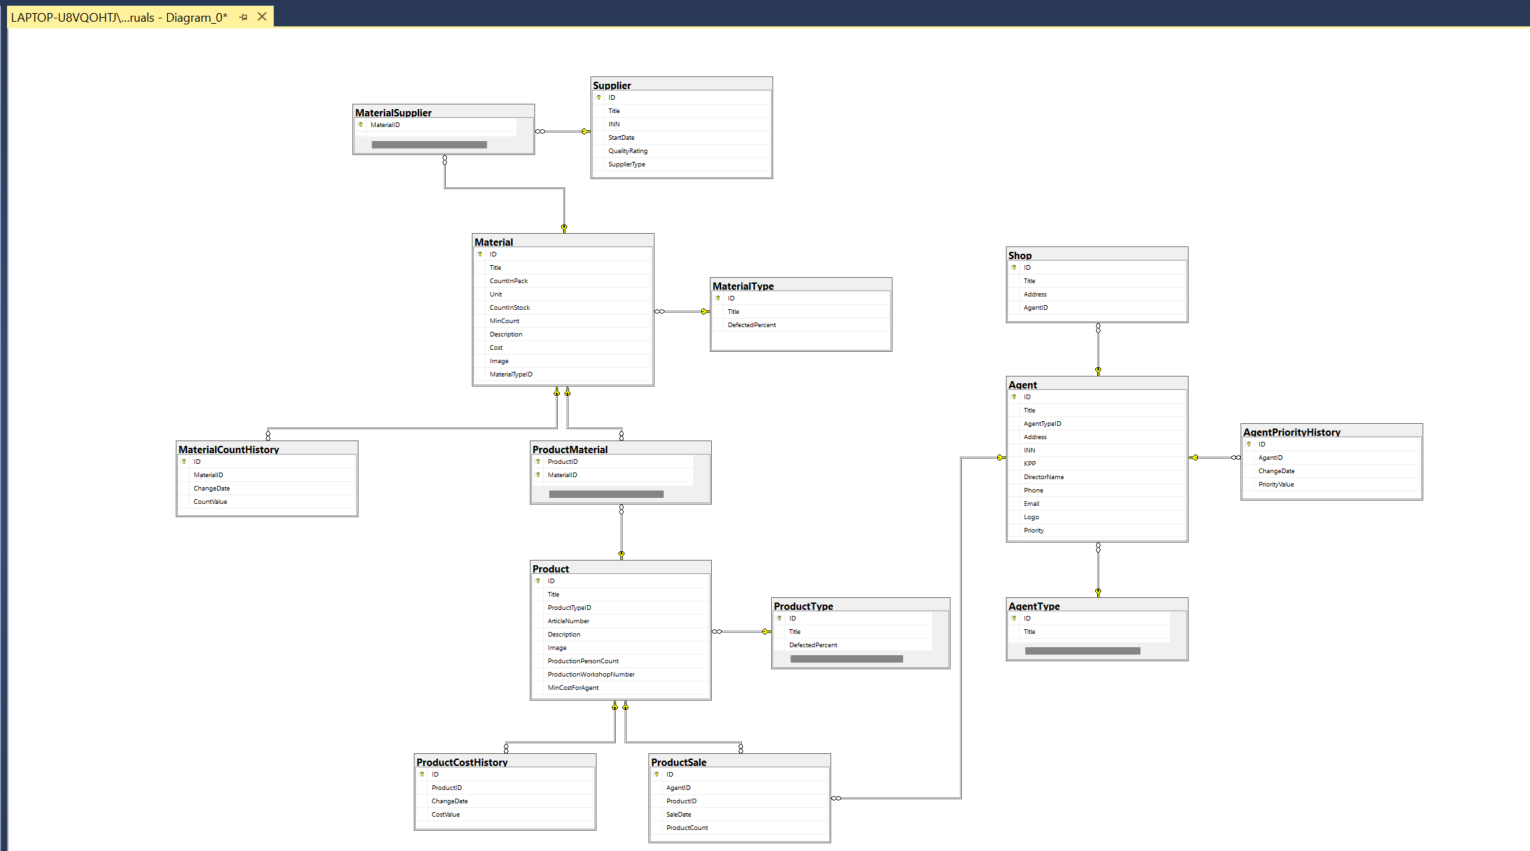 LAPTOP-U8VQOHTJ\...ruals - Diagram_0*
Supplier
ID
Title
INN
StartDate
QualityRating
SupplierType
MaterialSupplier
MaterialID
Material
ID
Title
CountInPack
Unit
CountInStock
MinCount
Description
Cost
Image
MaterialTypeID
MaterialType
ID
Title
DefectedPercent
Shop
ID
Title
Address
AgentID
Agent
ID
Title
AgentTypeID
Address
INN
KPP
DirectorName
Phone
Email
Logo
Priority
AgentPriorityHistory
ID
AgentID
ChangeDate
PriorityValue
MaterialCountHistory
ID
MaterialID
ChangeDate
CountValue
ProductMaterial
ProductID
MaterialID
Product
ID
Title
ProductTypeID
ArticleNumber
Description
Image
ProductionPersonCount
ProductionWorkshopNumber
MinCostForAgent
ProductType
ID
Title
DefectedPercent
AgentType
ID
Title
ProductCostHistory
ID
ProductID
ChangeDate
CostValue
ProductSale
ID
AgentID
ProductID
SaleDate
ProductCount